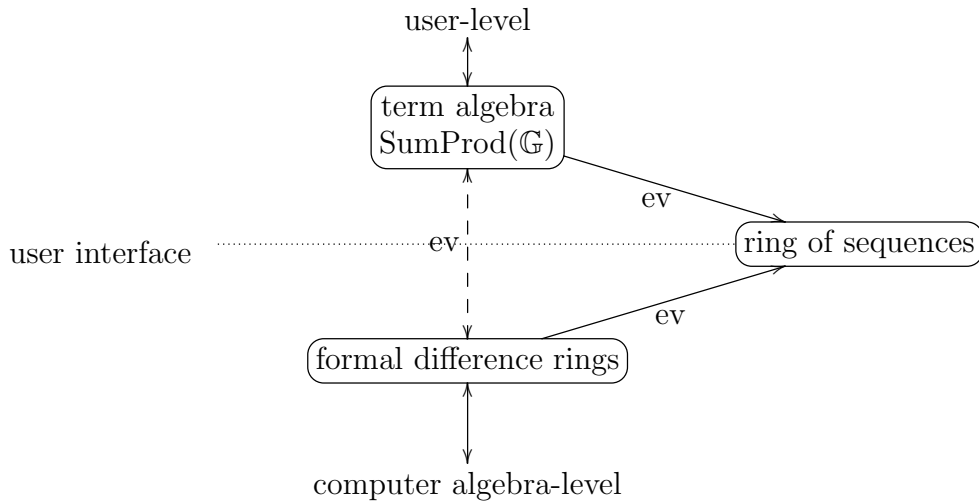 user-level
term algebra
SumProd(𝔾)
ev
ring of sequences
ev
user interface
ev
formal difference rings
computer algebra-level